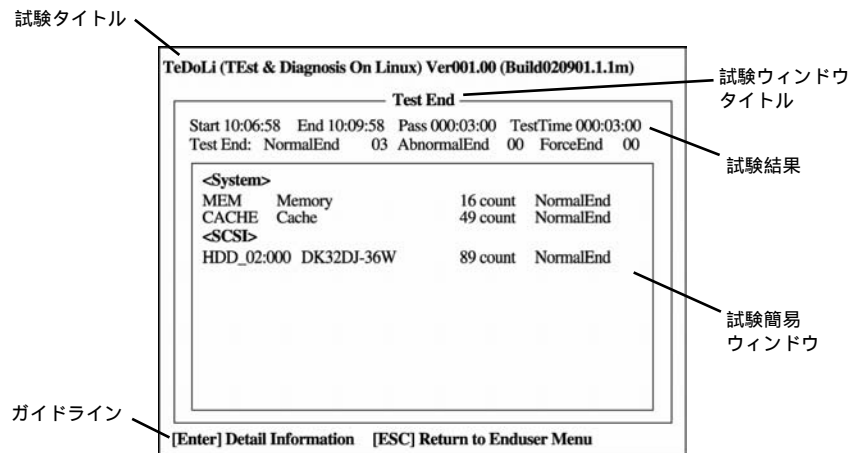 試験タイトル
TeDoLi (TEst & Diagnosis On Linux) Ver001.00 (Build020901.1.1m)
試験ウィンドウ
タイトル
Test End
Start 10:06:58 End 10:09:58 Pass 000:03:00 TestTime 000:03:00
Test End: NormalEnd 03 AbnormalEnd 00 ForceEnd 00
試験結果
<System>
MEM Memory 16 count NormalEnd
CACHE Cache 49 count NormalEnd
<SCSI>
HDD_02:000 DK32DJ-36W 89 count NormalEnd
試験簡易
ウィンドウ
ガイドライン
[Enter] Detail Information [ESC] Return to Enduser Menu